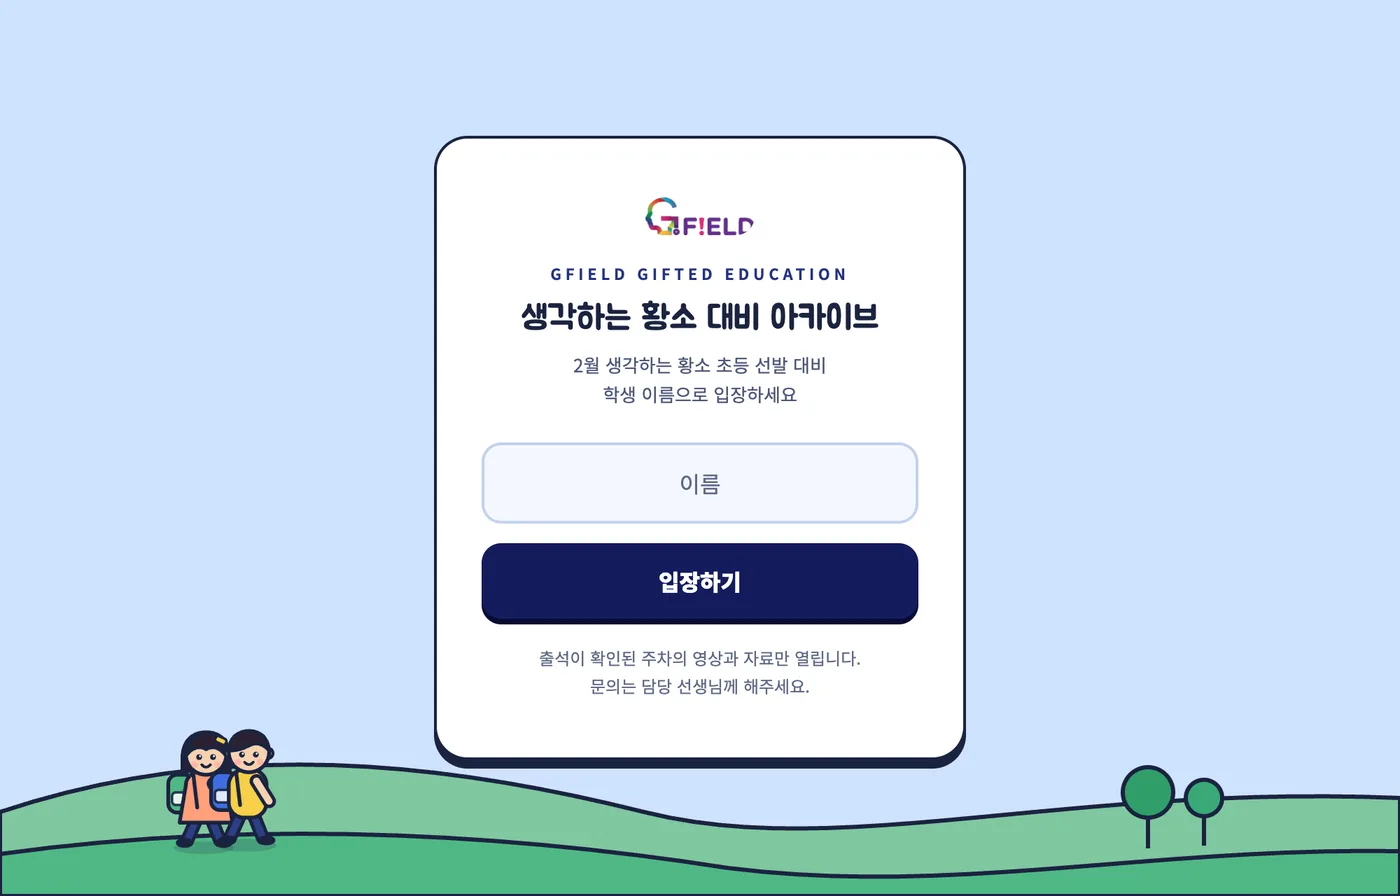 GF!ELD
GFIELD GIFTED EDUCATION
생각하는 황소 대비 아카이브
2월 생각하는 황소 초등 선발 대비
학생 이름으로 입장하세요
이름
입장하기
출석이 확인된 주차의 영상과 자료만 열립니다.
문의는 담당 선생님께 해주세요.